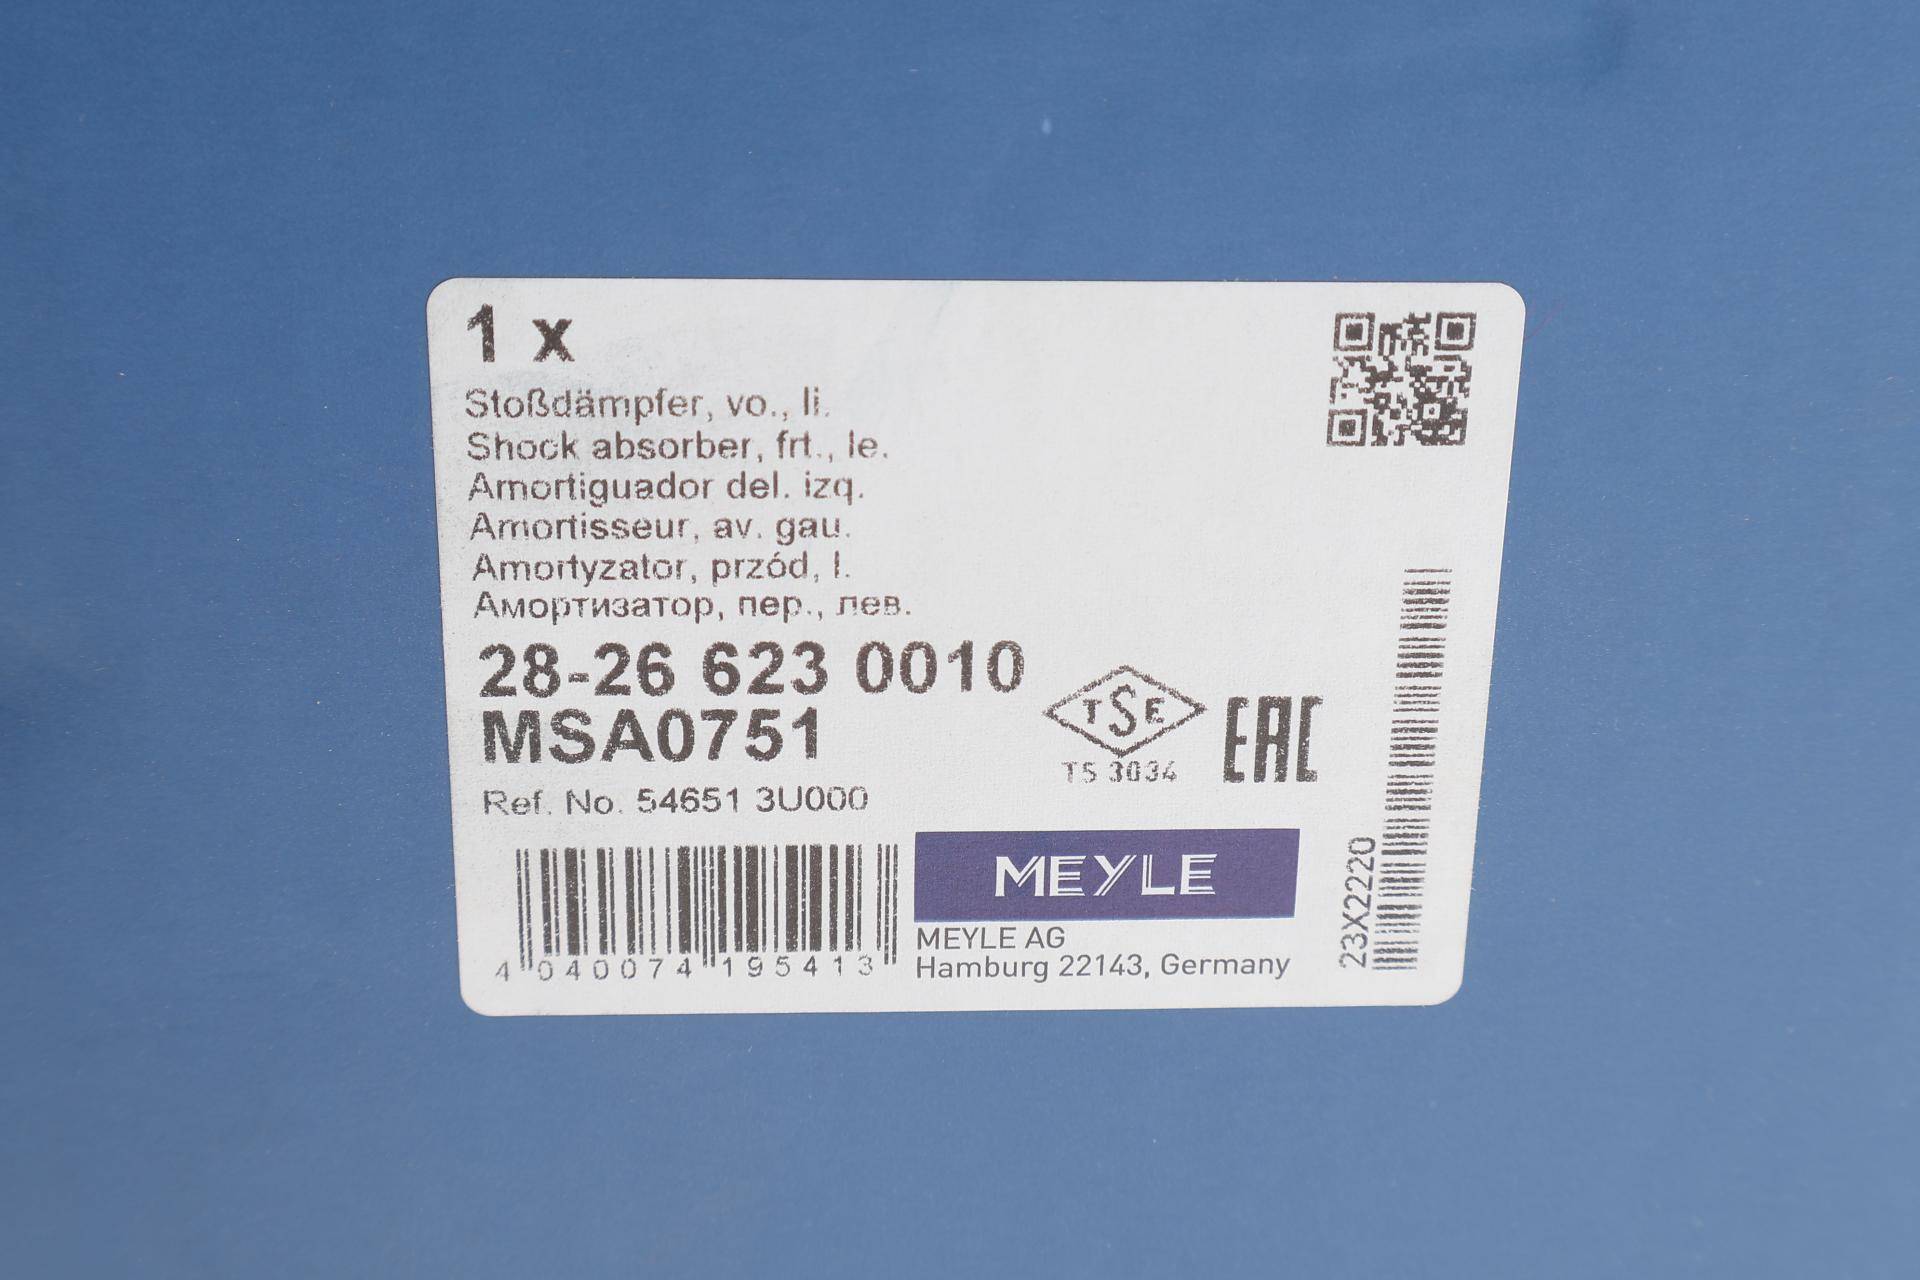 1 x
Stoßdämpfer, vo., li.
Shock absorber, frt., le.
Amortiguador del. izq.
Amortisseur, av. gau.
Amortyzator, przód, l.
Амортизатор, пер., лев.
28-26 623 0010
MSA0751
Ref. No. 54651 3U000
TSE
TS 3034
EAC
4 040074 195413
MEYLE
MEYLE AG
Hamburg 22143, Germany
23X2220